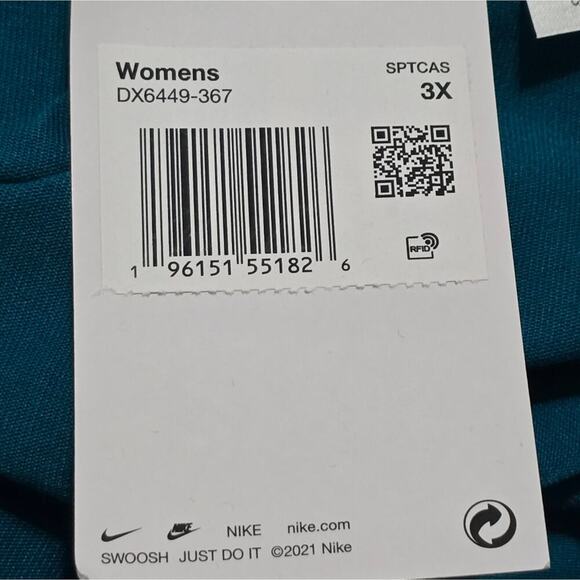 Womens
SPTCAS
DX6449-367
3X
1 96151 55182 6
RFID
NIKE NIKE nike.com
SWOOSH JUST DO IT ©2021 Nike